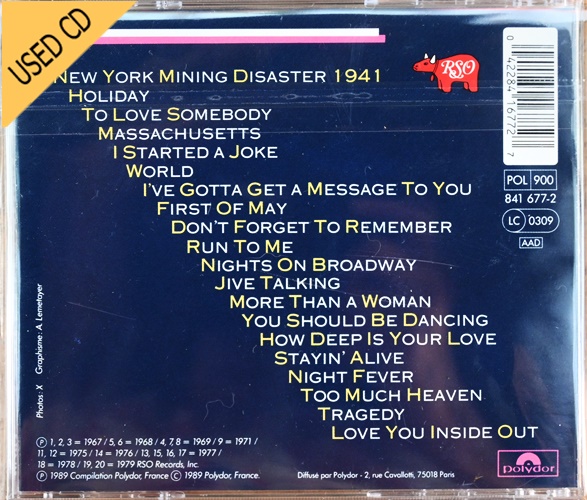 USED CD
NEW YORK MINING DISASTER 1941
HOLIDAY
TO LOVE SOMEBODY
MASSACHUSETTS
I STARTED A JOKE
WORLD
I'VE GOTTA GET A MESSAGE TO YOU
FIRST OF MAY
DON'T FORGET TO REMEMBER
RUN TO ME
NIGHTS ON BROADWAY
JIVE TALKING
MORE THAN A WOMAN
YOU SHOULD BE DANCING
HOW DEEP IS YOUR LOVE
STAYIN' ALIVE
NIGHT FEVER
TOO MUCH HEAVEN
TRAGEDY
LOVE YOU INSIDE OUT
RSO
0 42284 16772 7
POL 900
841 677-2
LC 0309
AAD
Photos: X Graphisme: A. Lemetoyer
℗ 1, 2, 3 = 1967 / 5, 6 = 1968 / 4, 7, 8 = 1969 / 9 = 1971 /
11, 12 = 1975 / 14 = 1976 / 13, 15, 16, 17 = 1977 /
18 = 1978 / 19, 20 = 1979 RSO Records, Inc.
℗ 1989 Compilation Polydor, France © 1989 Polydor, France.
Diffusé par Polydor - 2, rue Cavallotti, 75018 Paris
polydor